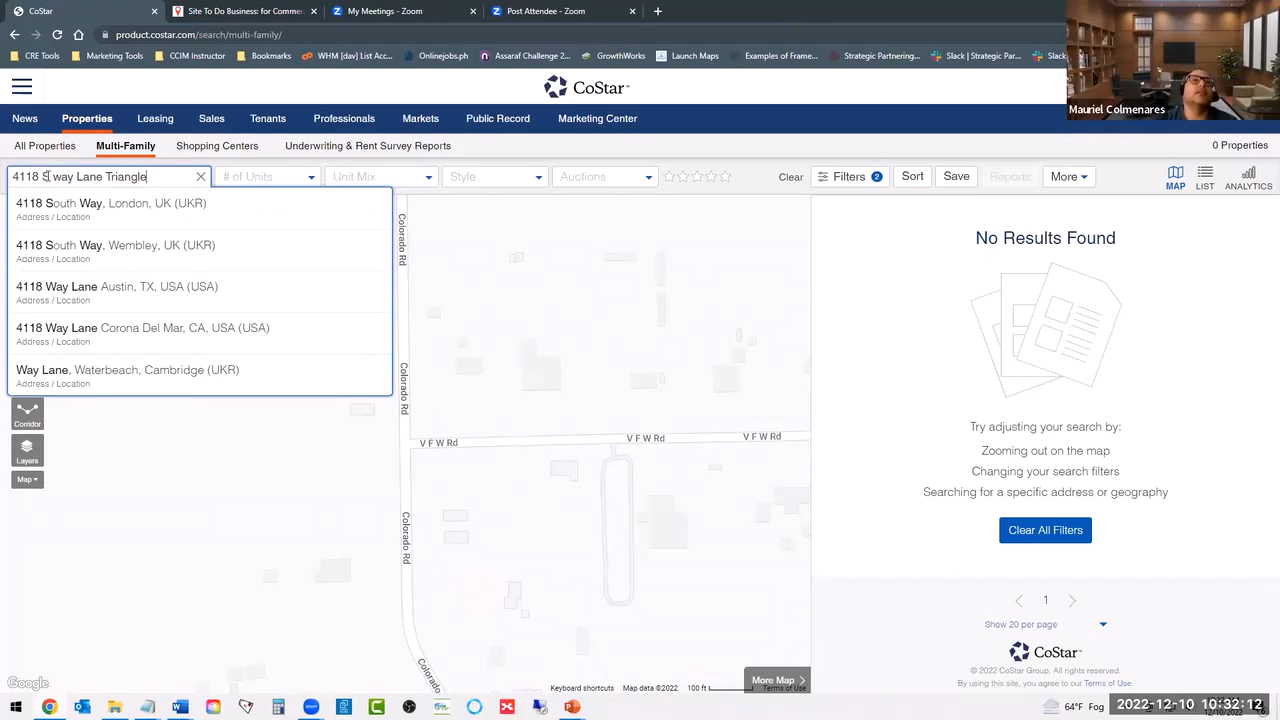 CoStar
Site To Do Business: for Comme
My Meetings - Zoom
Post Attendee - Zoom
product.costar.com/search/multi-family/
CRE Tools
Marketing Tools
CCIM Instructor
Bookmarks
WHM [day] List Acc...
Onlinejobs.ph
Assaraf Challenge 2...
GrowthWorks
Launch Maps
Examples of Frame...
Strategic Partnering...
Slack | Strategic Par...
Slack
Mauriel Colmenares
CoStar™
News
Properties
Leasing
Sales
Tenants
Professionals
Markets
Public Record
Marketing Center
All Properties
Multi-Family
Shopping Centers
Underwriting & Rent Survey Reports
0 Properties
4118 S way Lane Triangle
# of Units
Unit Mix
Style
Auctions
Clear
Filters 2
Sort
Save
Reports
More
MAP
LIST
ANALYTICS
4118 South Way, London, UK (UKR)
Address / Location
4118 South Way, Wembley, UK (UKR)
Address / Location
4118 Way Lane Austin, TX, USA (USA)
Address / Location
4118 Way Lane Corona Del Mar, CA, USA (USA)
Address / Location
Way Lane, Waterbeach, Cambridge (UKR)
Address / Location
Corridor
Layers
Map
Colorado Rd
Colorado Rd
Colorado Rd
Colorado
V F W Rd
V F W Rd
V F W Rd
Google
Keyboard shortcuts
Map data ©2022
100 ft
Terms of Use
More Map
No Results Found
Try adjusting your search by:
Zooming out on the map
Changing your search filters
Searching for a specific address or geography
Clear All Filters
1
Show 20 per page
CoStar™
© 2022 CoStar Group. All rights reserved.
By using this site, you agree to our Terms of Use.
64°F Fog
2022-12-10 10:32:12